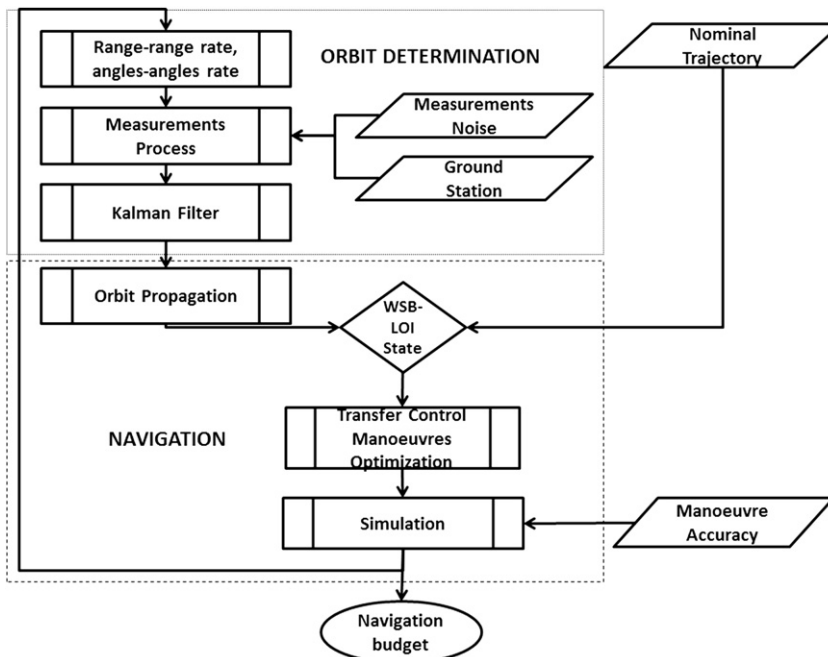 Range-range rate,
angles-angles rate
ORBIT DETERMINATION
Nominal
Trajectory
Measurements
Process
Measurements
Noise
Ground
Station
Kalman Filter
Orbit Propagation
WSB-
LOI
State
NAVIGATION
Transfer Control
Manoeuvres
Optimization
Simulation
Manoeuvre
Accuracy
Navigation
budget